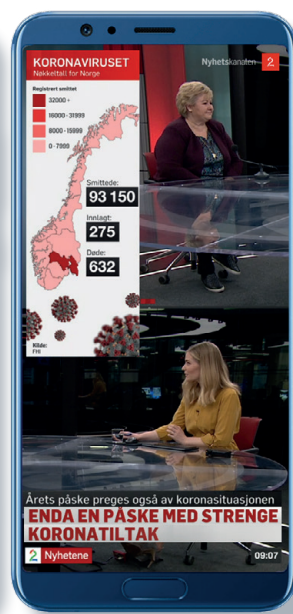 KORONAVIRUSET
Nøkkeltall for Norge
Nyhetskanalen 2
Registrert smittet
32000 +
16000 - 31999
8000 - 15999
0 - 7999
Smittede:
93 150
Innlagt:
275
Døde:
632
Kilde:
FHI
Årets påske preges også av koronasituasjonen
ENDA EN PÅSKE MED STRENGE
KORONATILTAK
2 Nyhetene
09:07